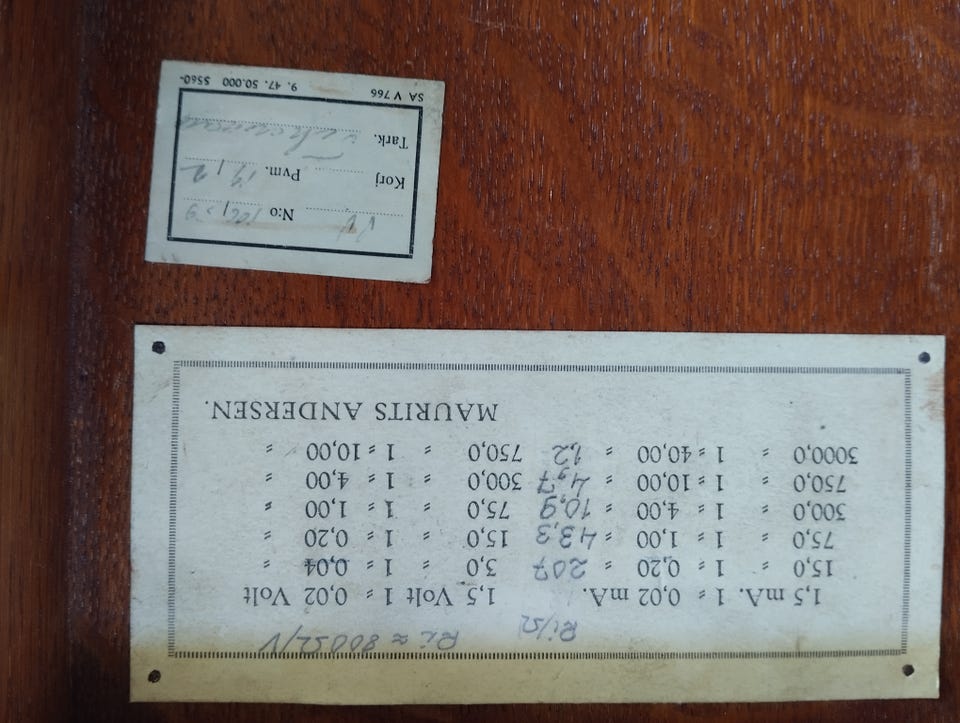 Ri/Ω Ri ≈ 800Ω/V
1,5 mA. 1 = 0,02 mA. 1,5 Volt 1 = 0,02 Volt
15,0 " 1 = 0,20 " 207 3,0 " 1 = 0,04 "
75,0 " 1 = 1,00 " 43,3 15,0 " 1 = 0,20 "
300,0 " 1 = 4,00 " 10,9 75,0 " 1 = 1,00 "
750,0 " 1 = 10,00 " 4,7 300,0 " 1 = 4,00 "
3000,0 " 1 = 40,00 " 1,2 750,0 " 1 = 10,00 "
MAURITS ANDERSEN.
N:o
Korj Pvm. 14/2
Tark.
SA V 766 9. 47. 50.000 5560-